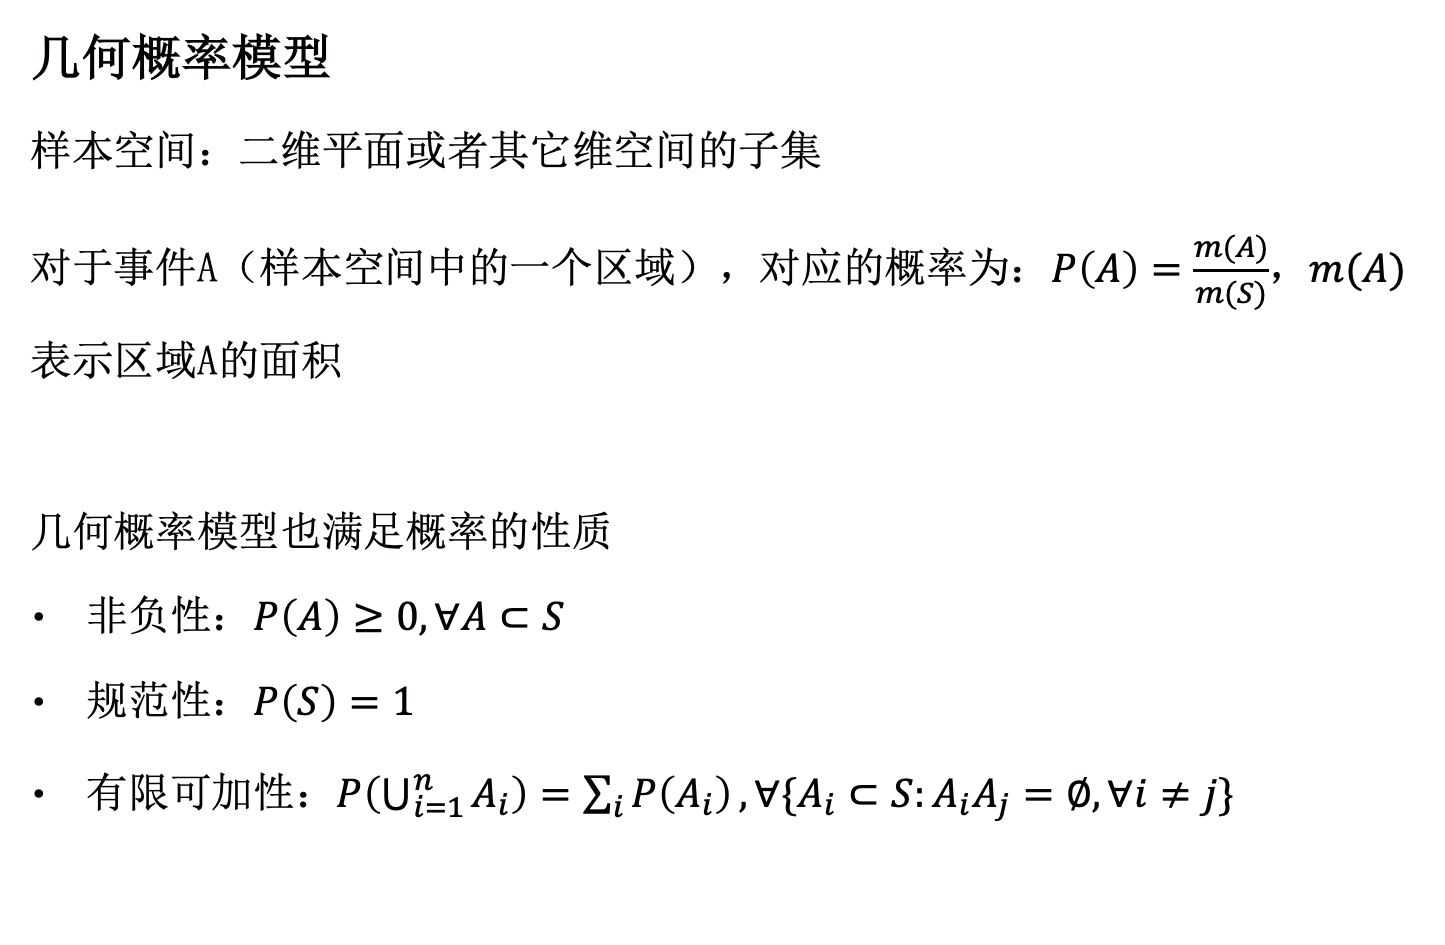 几何概率模型
样本空间：二维平面或者其它维空间的子集
对于事件A（样本空间中的一个区域），对应的概率为：P(A) = m(A)/m(S)，m(A)
表示区域A的面积
几何概率模型也满足概率的性质
• 非负性：P(A) ≥ 0, ∀A ⊂ S
• 规范性：P(S) = 1
• 有限可加性：P(⋃_{i=1}^{n} A_i) = ∑_i P(A_i), ∀{A_i ⊂ S: A_i A_j = ∅, ∀i ≠ j}